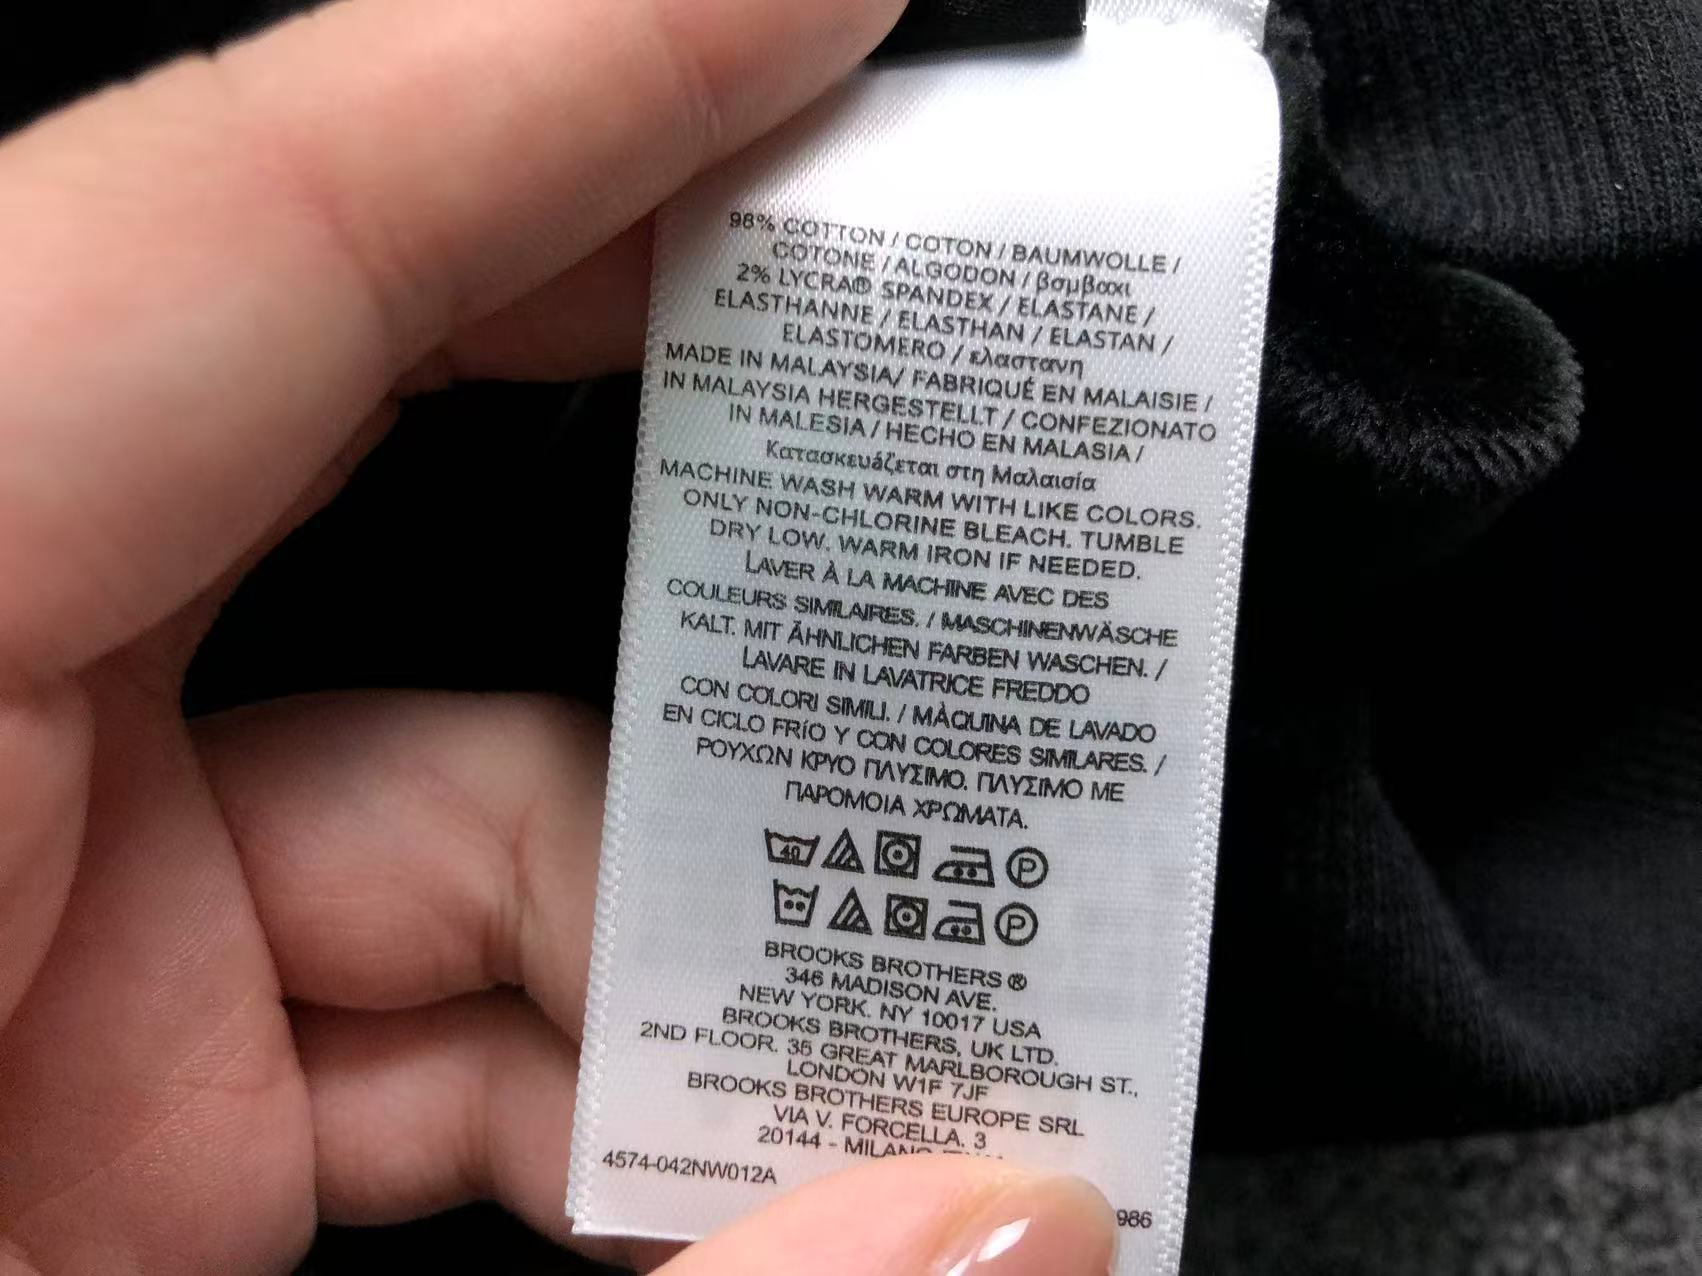 98% COTTON / COTON / BAUMWOLLE /
COTONE / ALGODON / βαμβακι
2% LYCRA® SPANDEX / ELASTANE /
ELASTHANNE / ELASTHAN / ELASTAN /
ELASTOMERO / ελαστανη
MADE IN MALAYSIA/ FABRIQUÉ EN MALAISIE /
IN MALAYSIA HERGESTELLT / CONFEZIONATO
IN MALESIA / HECHO EN MALASIA /
Κατασκευάζεται στη Μαλαισία
MACHINE WASH WARM WITH LIKE COLORS.
ONLY NON-CHLORINE BLEACH. TUMBLE
DRY LOW. WARM IRON IF NEEDED.
LAVER À LA MACHINE AVEC DES
COULEURS SIMILAIRES. / MASCHINENWÄSCHE
KALT. MIT ÄHNLICHEN FARBEN WASCHEN. /
LAVARE IN LAVATRICE FREDDO
CON COLORI SIMILI. / MÀQUINA DE LAVADO
EN CICLO FRÍO Y CON COLORES SIMILARES. /
ΡΟΥΧΩΝ ΚΡΥΟ ΠΛΥΣΙΜΟ. ΠΛΥΣΙΜΟ ΜΕ
ΠΑΡΟΜΟΙΑ ΧΡΩΜΑΤΑ.
40 P
P
BROOKS BROTHERS ®
346 MADISON AVE.
NEW YORK. NY 10017 USA
BROOKS BROTHERS, UK LTD.
2ND FLOOR. 35 GREAT MARLBOROUGH ST.,
LONDON W1F 7JF
BROOKS BROTHERS EUROPE SRL
VIA V. FORCELLA. 3
20144 - MILANO
4574-042NW012A
986